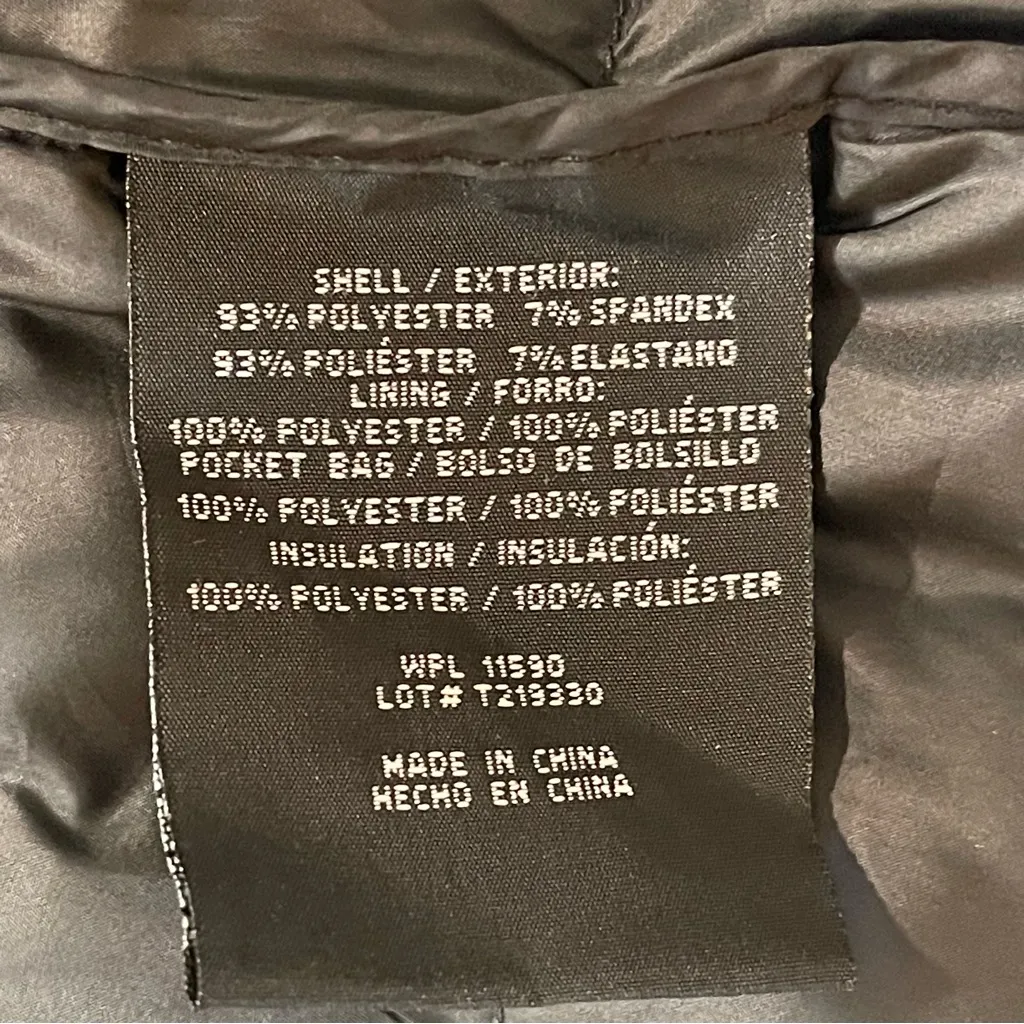 SHELL / EXTERIOR:
93% POLYESTER 7% SPANDEX
93% POLIÉSTER 7% ELASTANO
LINING / FORRO:
100% POLYESTER / 100% POLIÉSTER
POCKET BAG / BOLSO DE BOLSILLO
100% POLYESTER / 100% POLIÉSTER
INSULATION / INSULACIÓN:
100% POLYESTER / 100% POLIÉSTER
WPL 11590
LOT# T219330
MADE IN CHINA
HECHO EN CHINA